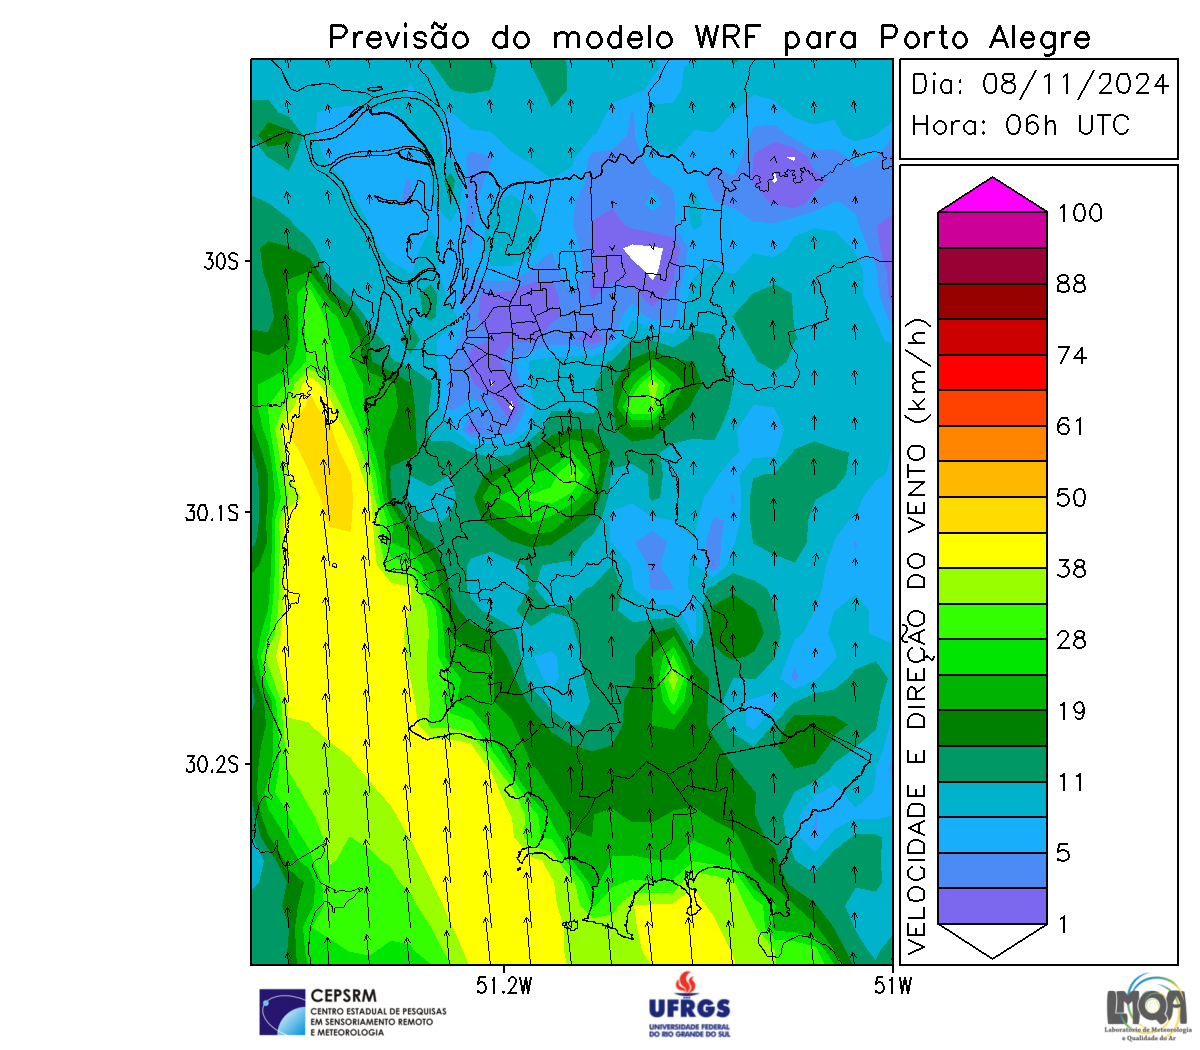 Previsão do modelo WRF para Porto Alegre
Dia: 08/11/2024
Hora: 06h UTC
30S
30.1S
30.2S
51.2W
51W
VELOCIDADE E DIREÇÃO DO VENTO (km/h)
100
88
74
61
50
38
28
19
11
5
1
CEPSRM
CENTRO ESTADUAL DE PESQUISAS
EM SENSORIAMENTO REMOTO
E METEOROLOGIA
UFRGS
UNIVERSIDADE FEDERAL
DO RIO GRANDE DO SUL
LMQA
Laboratório de Meteorologia
e Qualidade do Ar